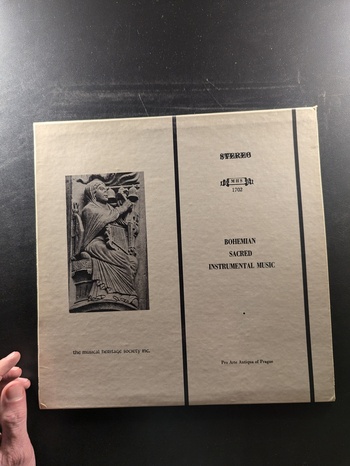 STEREO
MHS
1702
BOHEMIAN
SACRED
INSTRUMENTAL MUSIC
the musical heritage society inc.
Pro Arte Antiqua of Prague